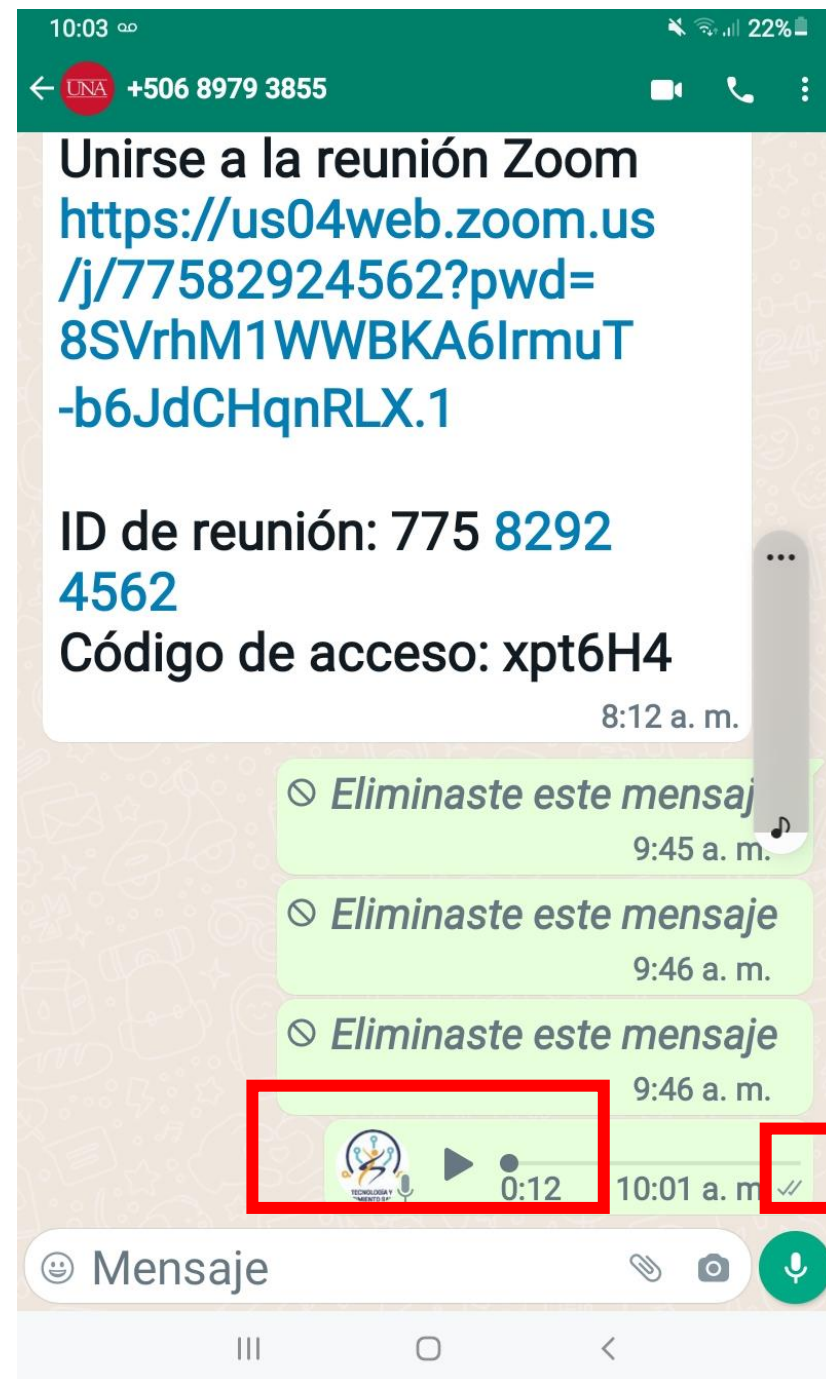 10:03 22%
UNA +506 8979 3855
Unirse a la reunión Zoom
https://us04web.zoom.us
/j/77582924562?pwd=
8SVrhM1WWBKA6IrmuT
-b6JdCHqnRLX.1
ID de reunión: 775 8292
4562
Código de acceso: xpt6H4
8:12 a. m.
Eliminaste este mensaj
9:45 a. m.
Eliminaste este mensaje
9:46 a. m.
Eliminaste este mensaje
9:46 a. m.
TECNOLOGÍA Y
0:12 10:01 a. m
Mensaje